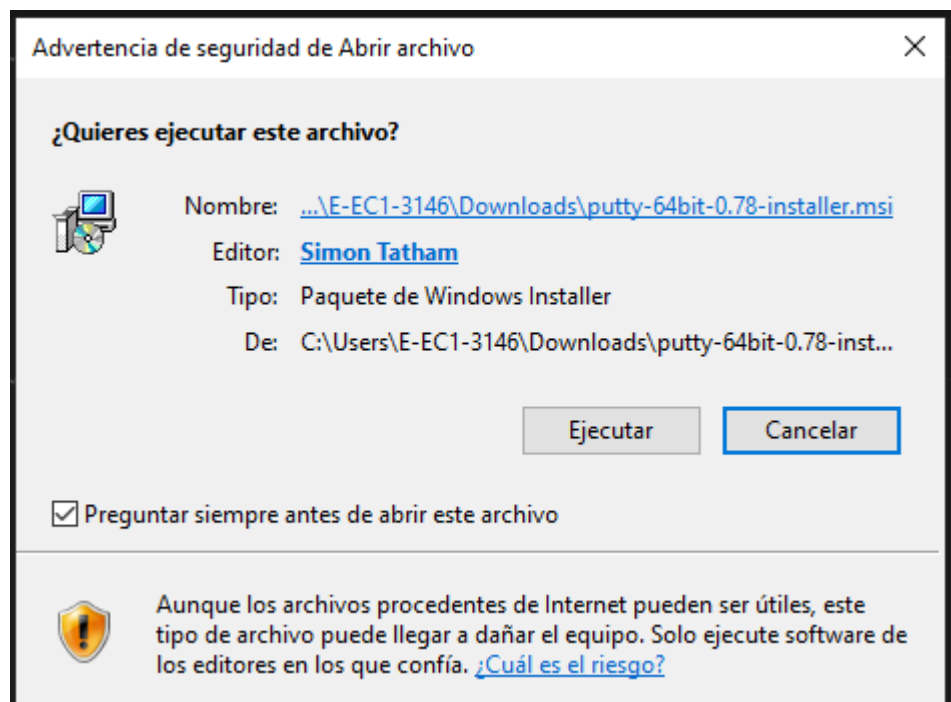 Advertencia de seguridad de Abrir archivo
¿Quieres ejecutar este archivo?
Nombre: ...\E-EC1-3146\Downloads\putty-64bit-0.78-installer.msi
Editor: Simon Tatham
Tipo: Paquete de Windows Installer
De: C:\Users\E-EC1-3146\Downloads\putty-64bit-0.78-inst...
Ejecutar Cancelar
Preguntar siempre antes de abrir este archivo
Aunque los archivos procedentes de Internet pueden ser útiles, este
tipo de archivo puede llegar a dañar el equipo. Solo ejecute software de
los editores en los que confía. ¿Cuál es el riesgo?